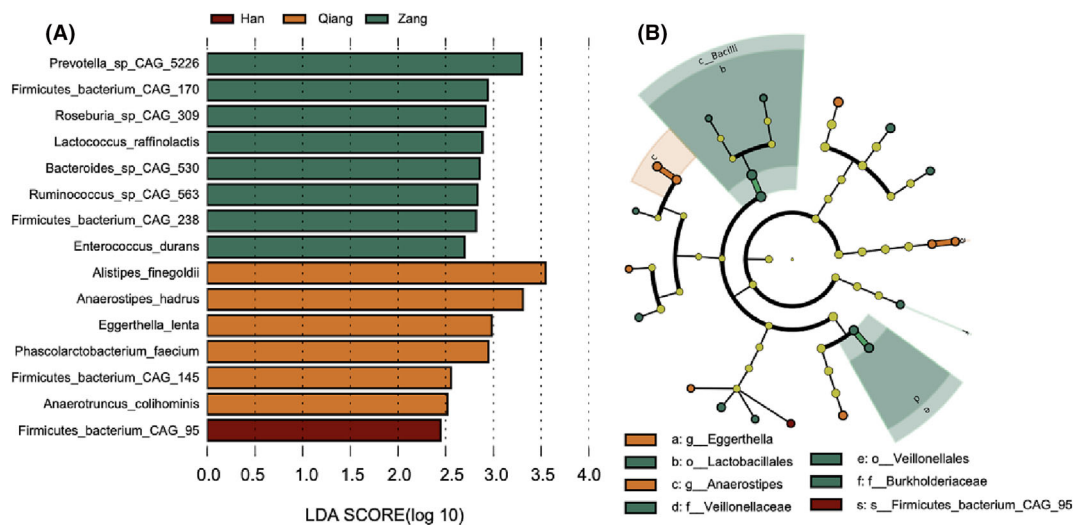 (A)
Han
Qiang
Zang
Prevotella_sp_CAG_5226
Firmicutes_bacterium_CAG_170
Roseburia_sp_CAG_309
Lactococcus_raffinolactis
Bacteroides_sp_CAG_530
Ruminococcus_sp_CAG_563
Firmicutes_bacterium_CAG_238
Enterococcus_durans
Alistipes_finegoldii
Anaerostipes_hadrus
Eggerthella_lenta
Phascolarctobacterium_faecium
Firmicutes_bacterium_CAG_145
Anaerotruncus_colihominis
Firmicutes_bacterium_CAG_95
0.0 0.5 1.0 1.5 2.0 2.5 3.0 3.5 4.0
LDA SCORE(log 10)
(B)
c__Bacilli
b
c
a
f
d
e
a: g__Eggerthella
b: o__Lactobacillales
c: g__Anaerostipes
d: f__Veillonellaceae
e: o__Veillonellales
f: f__Burkholderiaceae
s: s__Firmicutes_bacterium_CAG_95